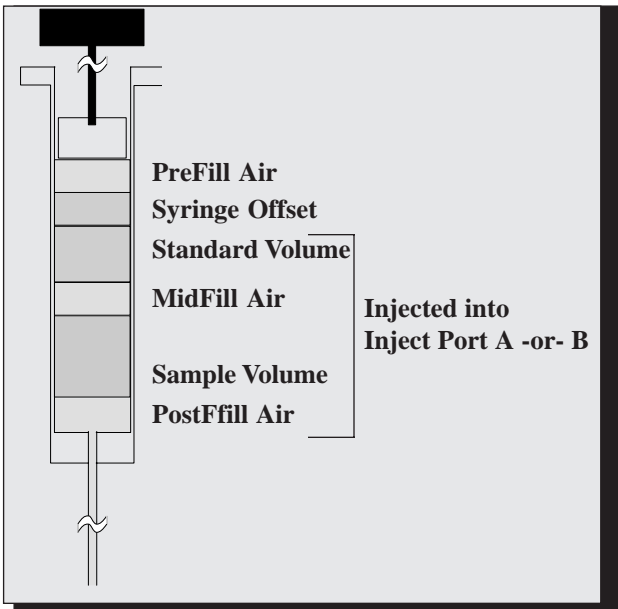 PreFill Air
Syringe Offset
Standard Volume
MidFill Air
Injected into
Inject Port A -or- B
Sample Volume
PostFfill Air